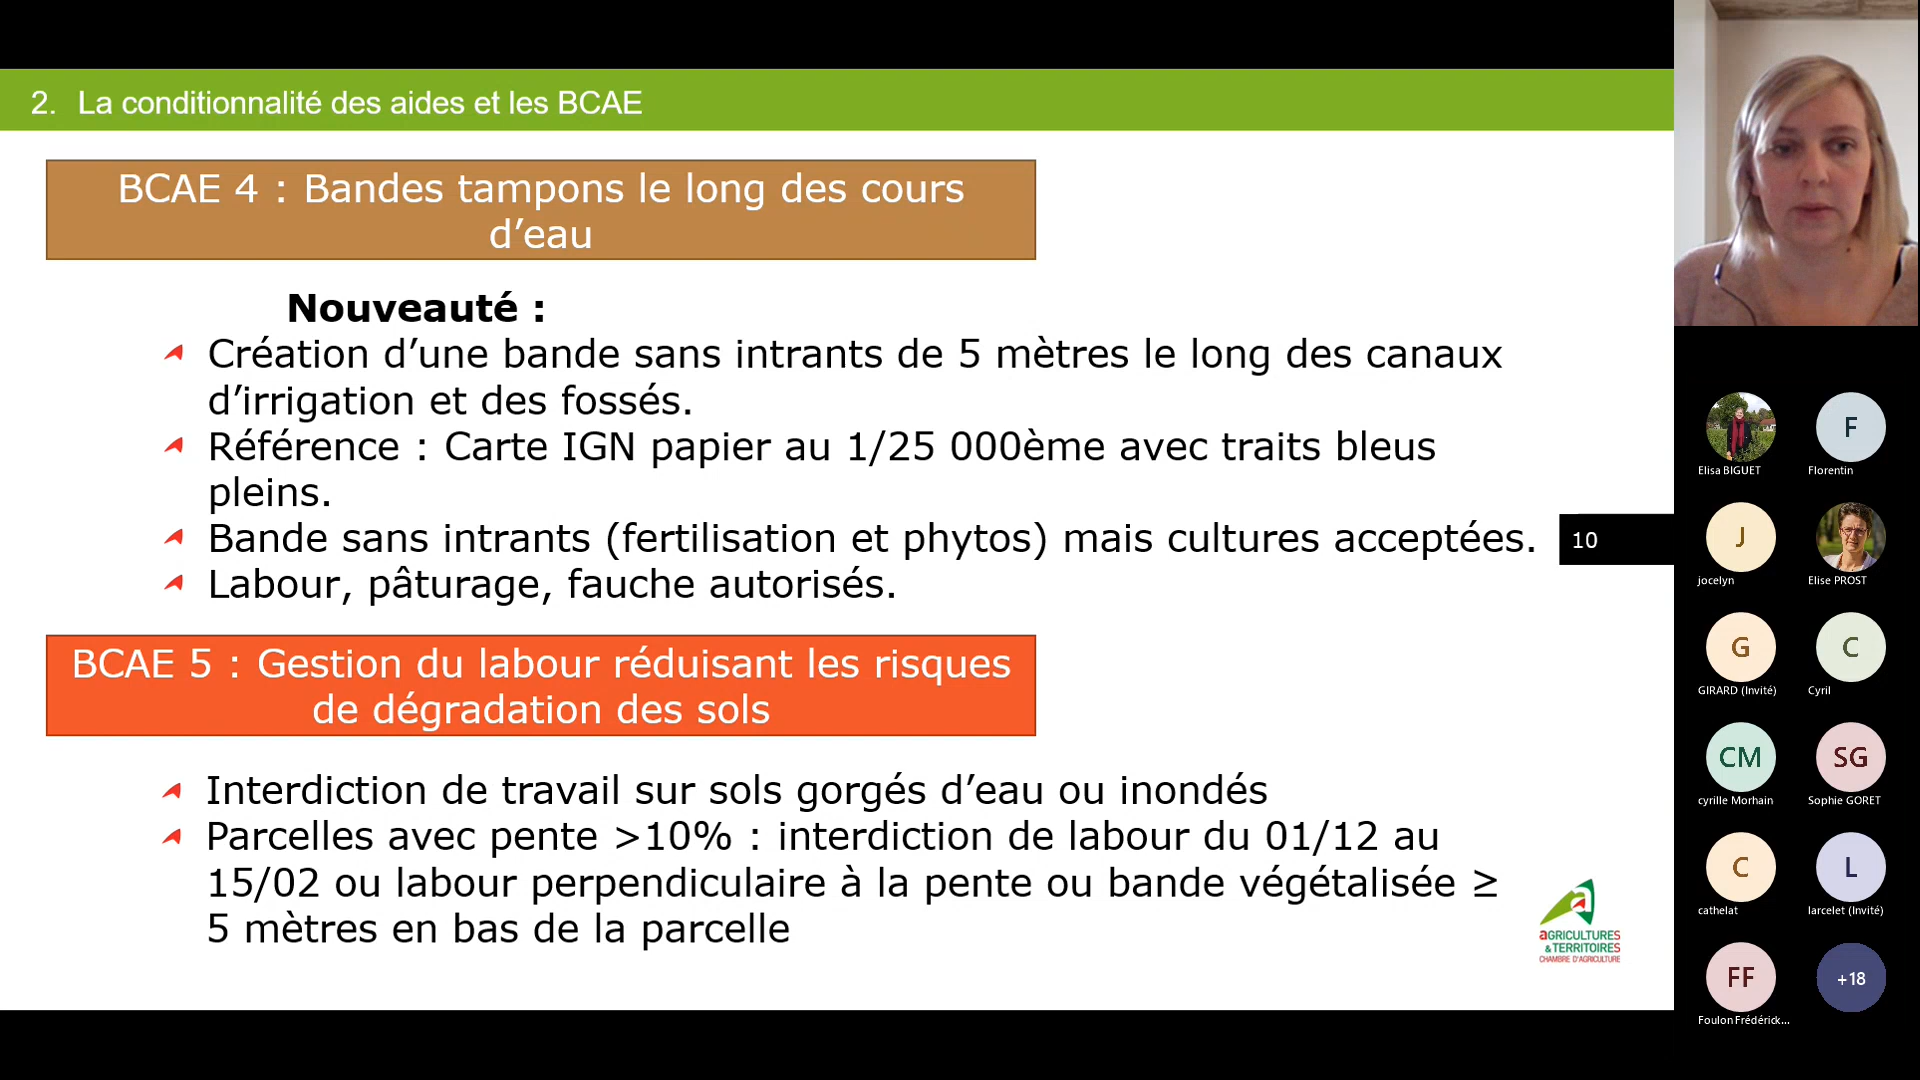 2. La conditionnalité des aides et les BCAE
BCAE 4 : Bandes tampons le long des cours
d’eau
Nouveauté :
Création d’une bande sans intrants de 5 mètres le long des canaux
d’irrigation et des fossés.
Référence : Carte IGN papier au 1/25 000ème avec traits bleus
pleins.
Bande sans intrants (fertilisation et phytos) mais cultures acceptées.
Labour, pâturage, fauche autorisés.
10
BCAE 5 : Gestion du labour réduisant les risques
de dégradation des sols
Interdiction de travail sur sols gorgés d’eau ou inondés
Parcelles avec pente >10% : interdiction de labour du 01/12 au
15/02 ou labour perpendiculaire à la pente ou bande végétalisée ≥
5 mètres en bas de la parcelle
a
aGRICULTURES
& TERRITOIRES
CHAMBRE D’AGRICULTURE
Elisa BIGUET
F
Florentin
J
jocelyn
Elise PROST
G
GIRARD (Invité)
C
Cyril
CM
cyrille Morhain
SG
Sophie GORET
C
cathelat
L
larcelet (Invité)
FF
Foulon Frédérick...
+18